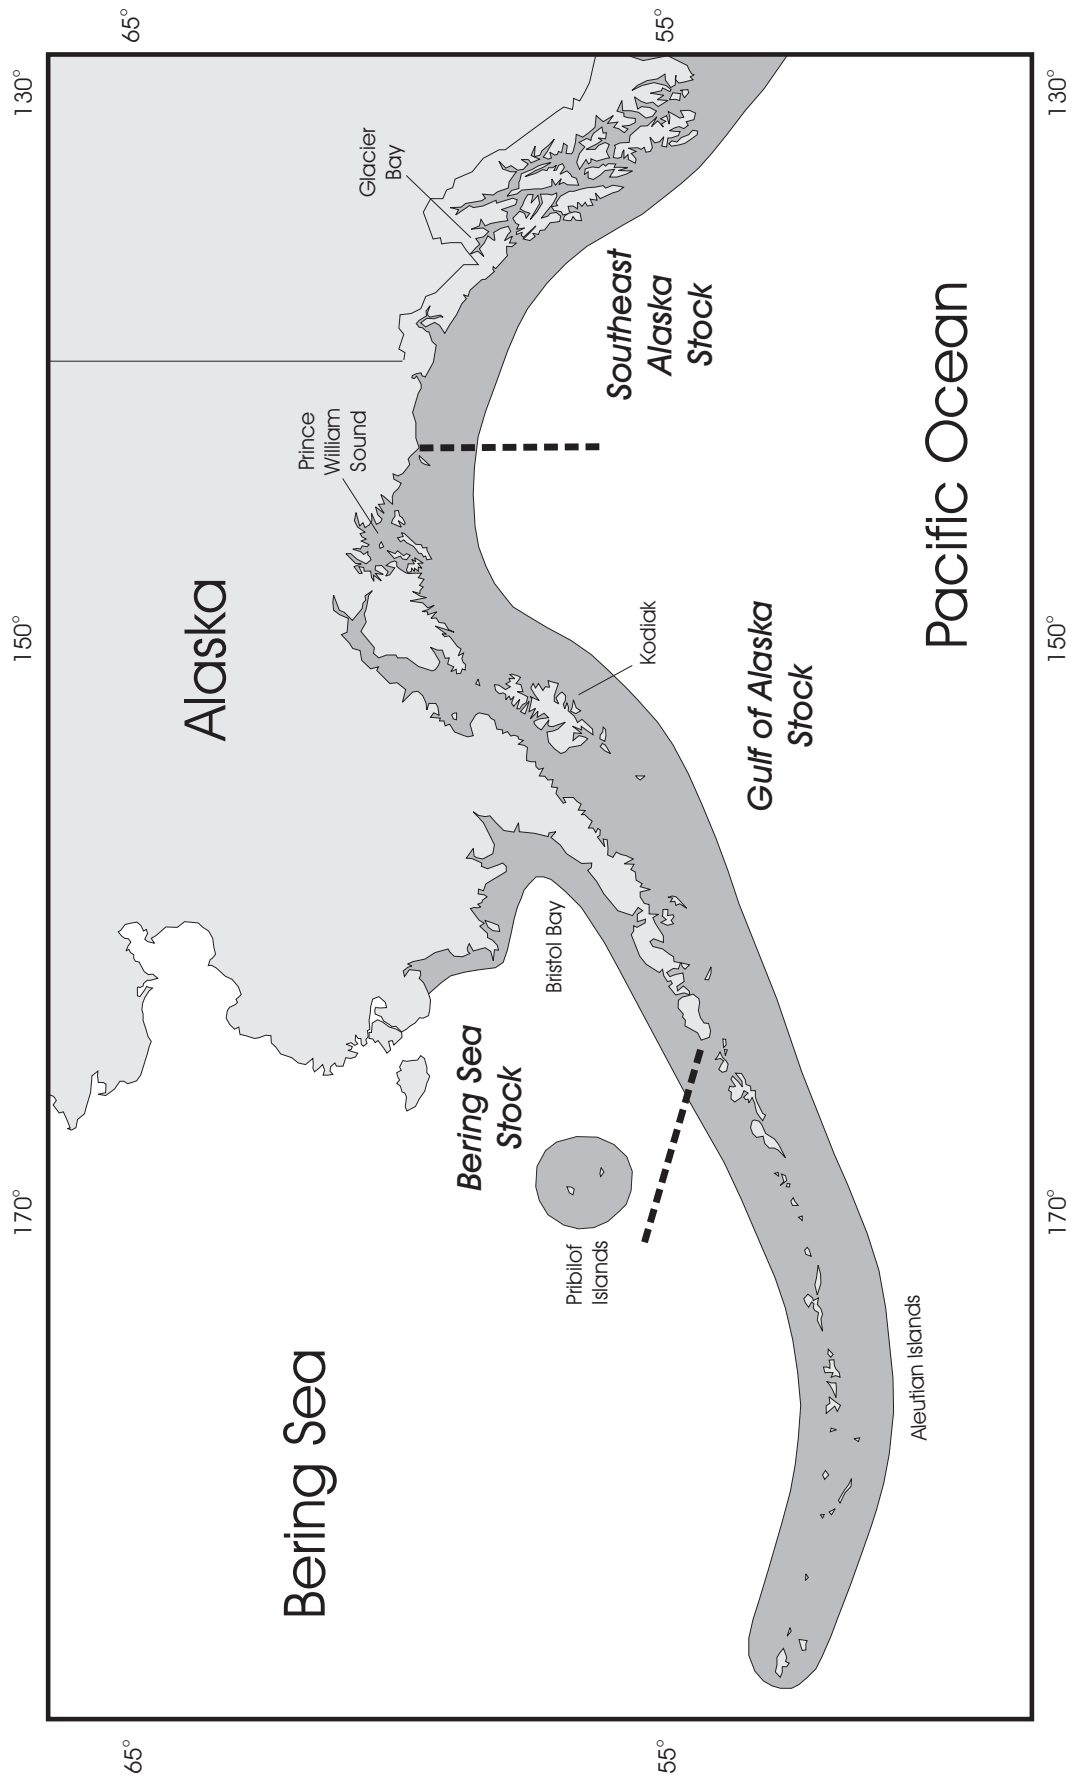 170°
150°
130°
65°
65°
Alaska
Bering Sea
Prince
William
Sound
Glacier
Bay
Bering Sea
Stock
Bristol Bay
Pribilof
Islands
Kodiak
Southeast
Alaska
Stock
55°
55°
Gulf of Alaska
Stock
Aleutian Islands
Pacific Ocean
170°
150°
130°